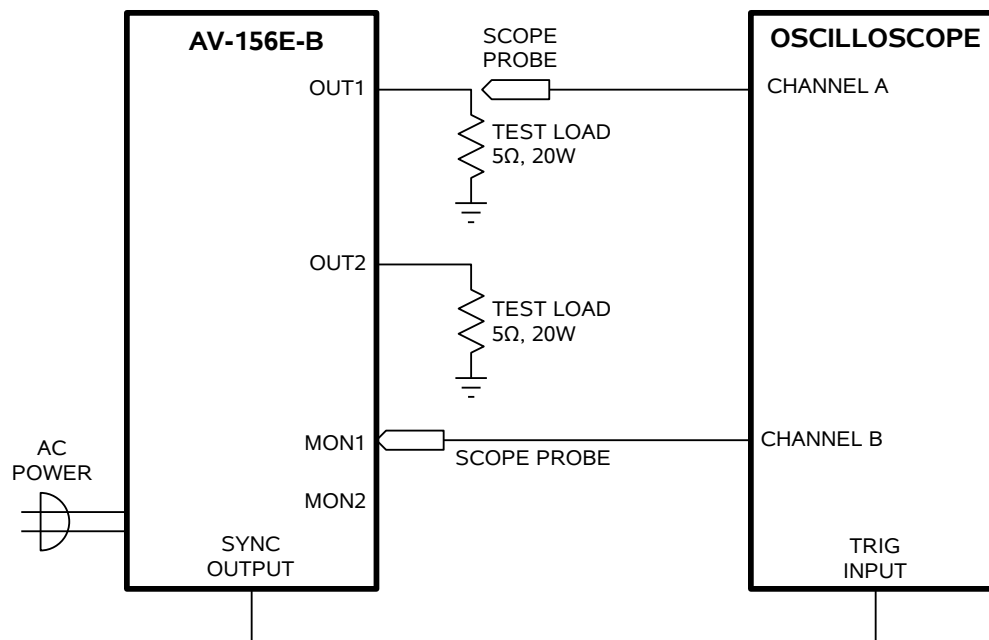 AV-156E-B
OUT1
SCOPE
PROBE
OSCILLOSCOPE
CHANNEL A
TEST LOAD
5Ω, 20W
OUT2
TEST LOAD
5Ω, 20W
MON1
SCOPE PROBE
CHANNEL B
AC
POWER
MON2
SYNC
OUTPUT
TRIG
INPUT